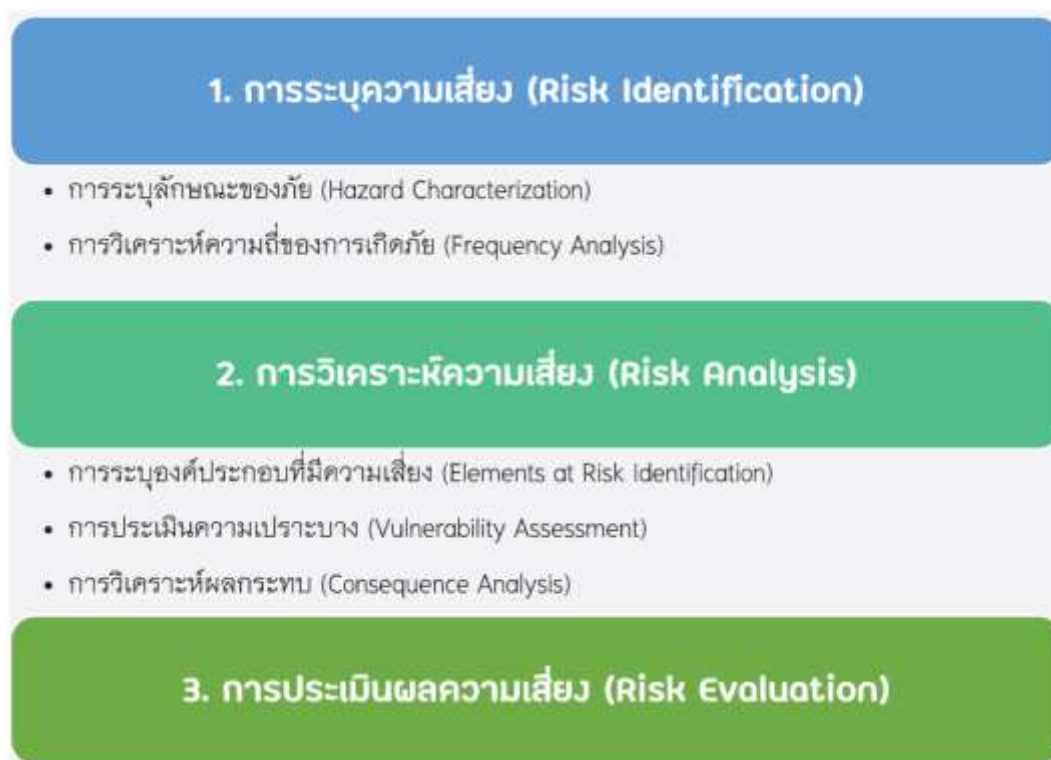 1. การระบุความเสี่ยง (Risk Identification)
• การระบุลักษณะของภัย (Hazard Characterization)
• การวิเคราะห์ความถี่ของการเกิดภัย (Frequency Analysis)
2. การวิเคราะห์ความเสี่ยง (Risk Analysis)
• การระบุองค์ประกอบที่มีความเสี่ยง (Elements at Risk Identification)
• การประเมินความเปราะบาง (Vulnerability Assessment)
• การวิเคราะห์ผลกระทบ (Consequence Analysis)
3. การประเมินผลความเสี่ยง (Risk Evaluation)